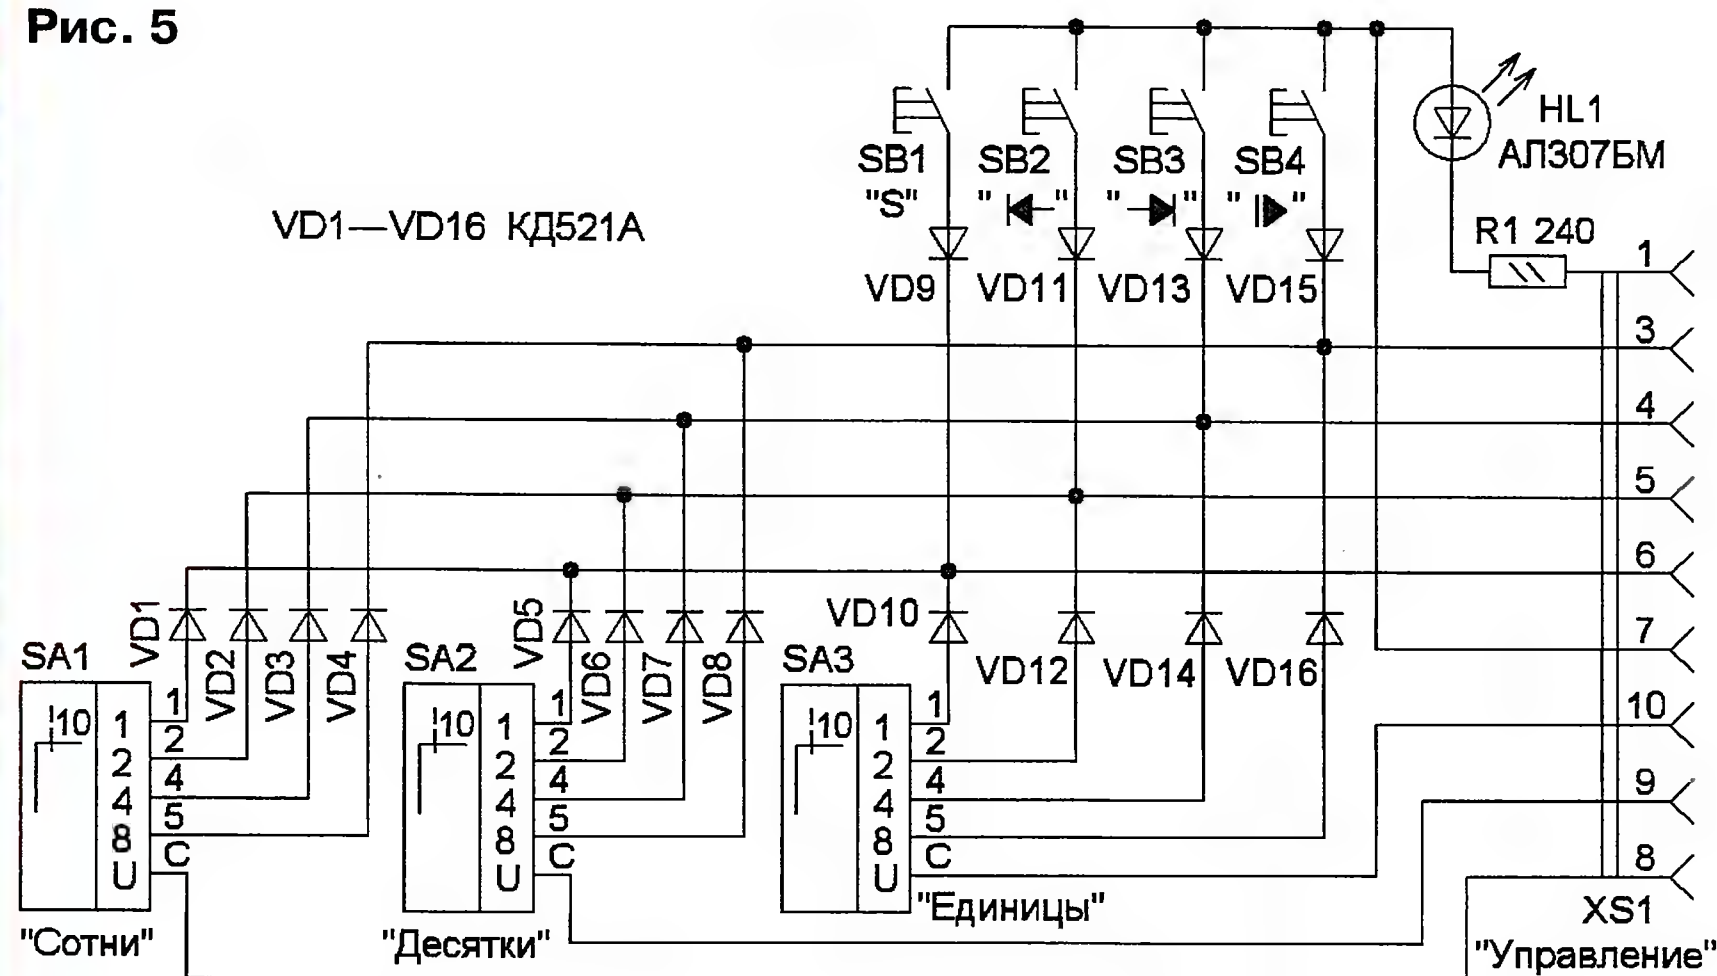 Рис. 5
HL1
АЛ307БМ
SB1 SB2 SB3 SB4
"S" " " " " " "
VD1—VD16 КД521А
R1 240
1
VD9 VD11 VD13 VD15
3
4
5
6
7
10
9
8
VD1 VD5 VD10
SA1 VD2 VD3 VD4 SA2 VD6 VD7 VD8 SA3 VD12 VD14 VD16
10 1 1 10 1 1 10 1 1
2 2 2 2 2 2
4 4 4 4 4 4
8 5 8 5 8 5
U C U C U C
"Сотни" "Десятки" "Единицы"
XS1
"Управление"